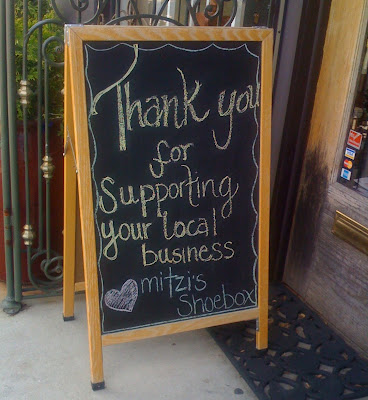 Thank you
for
Supporting
your local
business
mitzi's
Shoebox